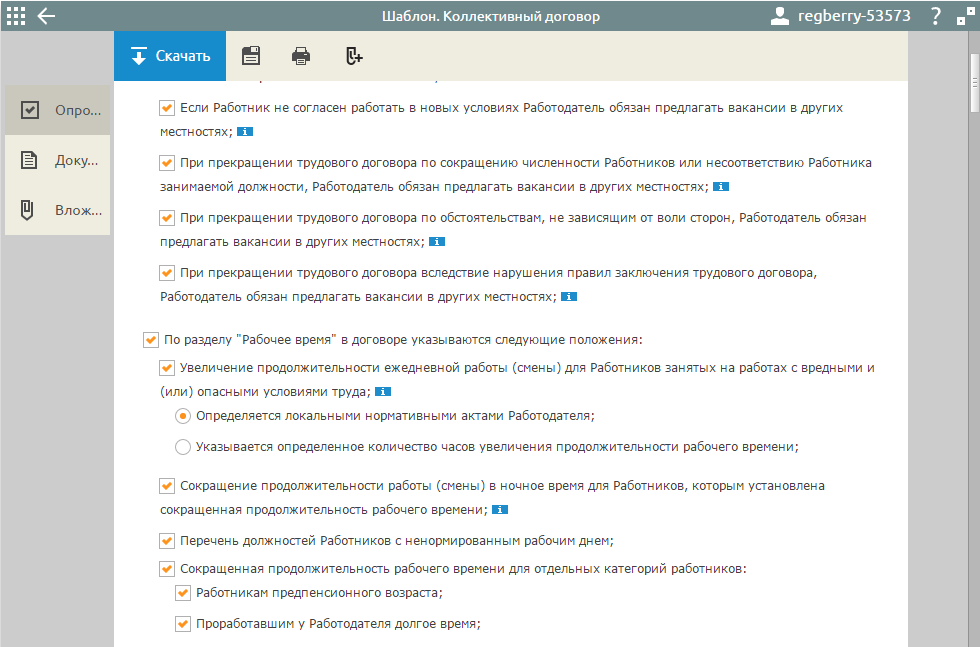 Шаблон. Коллективный договор
regberry-53573
?
Скачать
Опро...
Доку...
Влож...
Если Работник не согласен работать в новых условиях Работодатель обязан предлагать вакансии в других
местностях; i
При прекращении трудового договора по сокращению численности Работников или несоответствию Работника
занимаемой должности, Работодатель обязан предлагать вакансии в других местностях; i
При прекращении трудового договора по обстоятельствам, не зависящим от воли сторон, Работодатель обязан
предлагать вакансии в других местностях; i
При прекращении трудового договора вследствие нарушения правил заключения трудового договора,
Работодатель обязан предлагать вакансии в других местностях; i
По разделу "Рабочее время" в договоре указываются следующие положения:
Увеличение продолжительности ежедневной работы (смены) для Работников занятых на работах с вредными и
(или) опасными условиями труда; i
Определяется локальными нормативными актами Работодателя;
Указывается определенное количество часов увеличения продолжительности рабочего времени;
Сокращение продолжительности работы (смены) в ночное время для Работников, которым установлена
сокращенная продолжительность рабочего времени; i
Перечень должностей Работников с ненормированным рабочим днем;
Сокращенная продолжительность рабочего времени для отдельных категорий работников:
Работникам предпенсионного возраста;
Проработавшим у Работодателя долгое время;